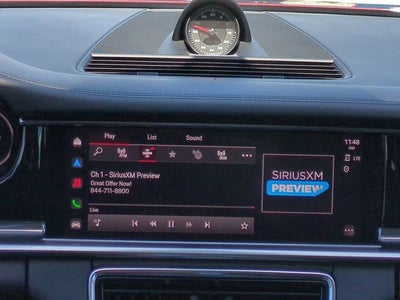 Play List Sound
11:48
AM
LTE
Ch 1 - SiriusXM Preview
Great Offer Now!
844-711-8800
Live
SIRIUSXM
PREVIEW